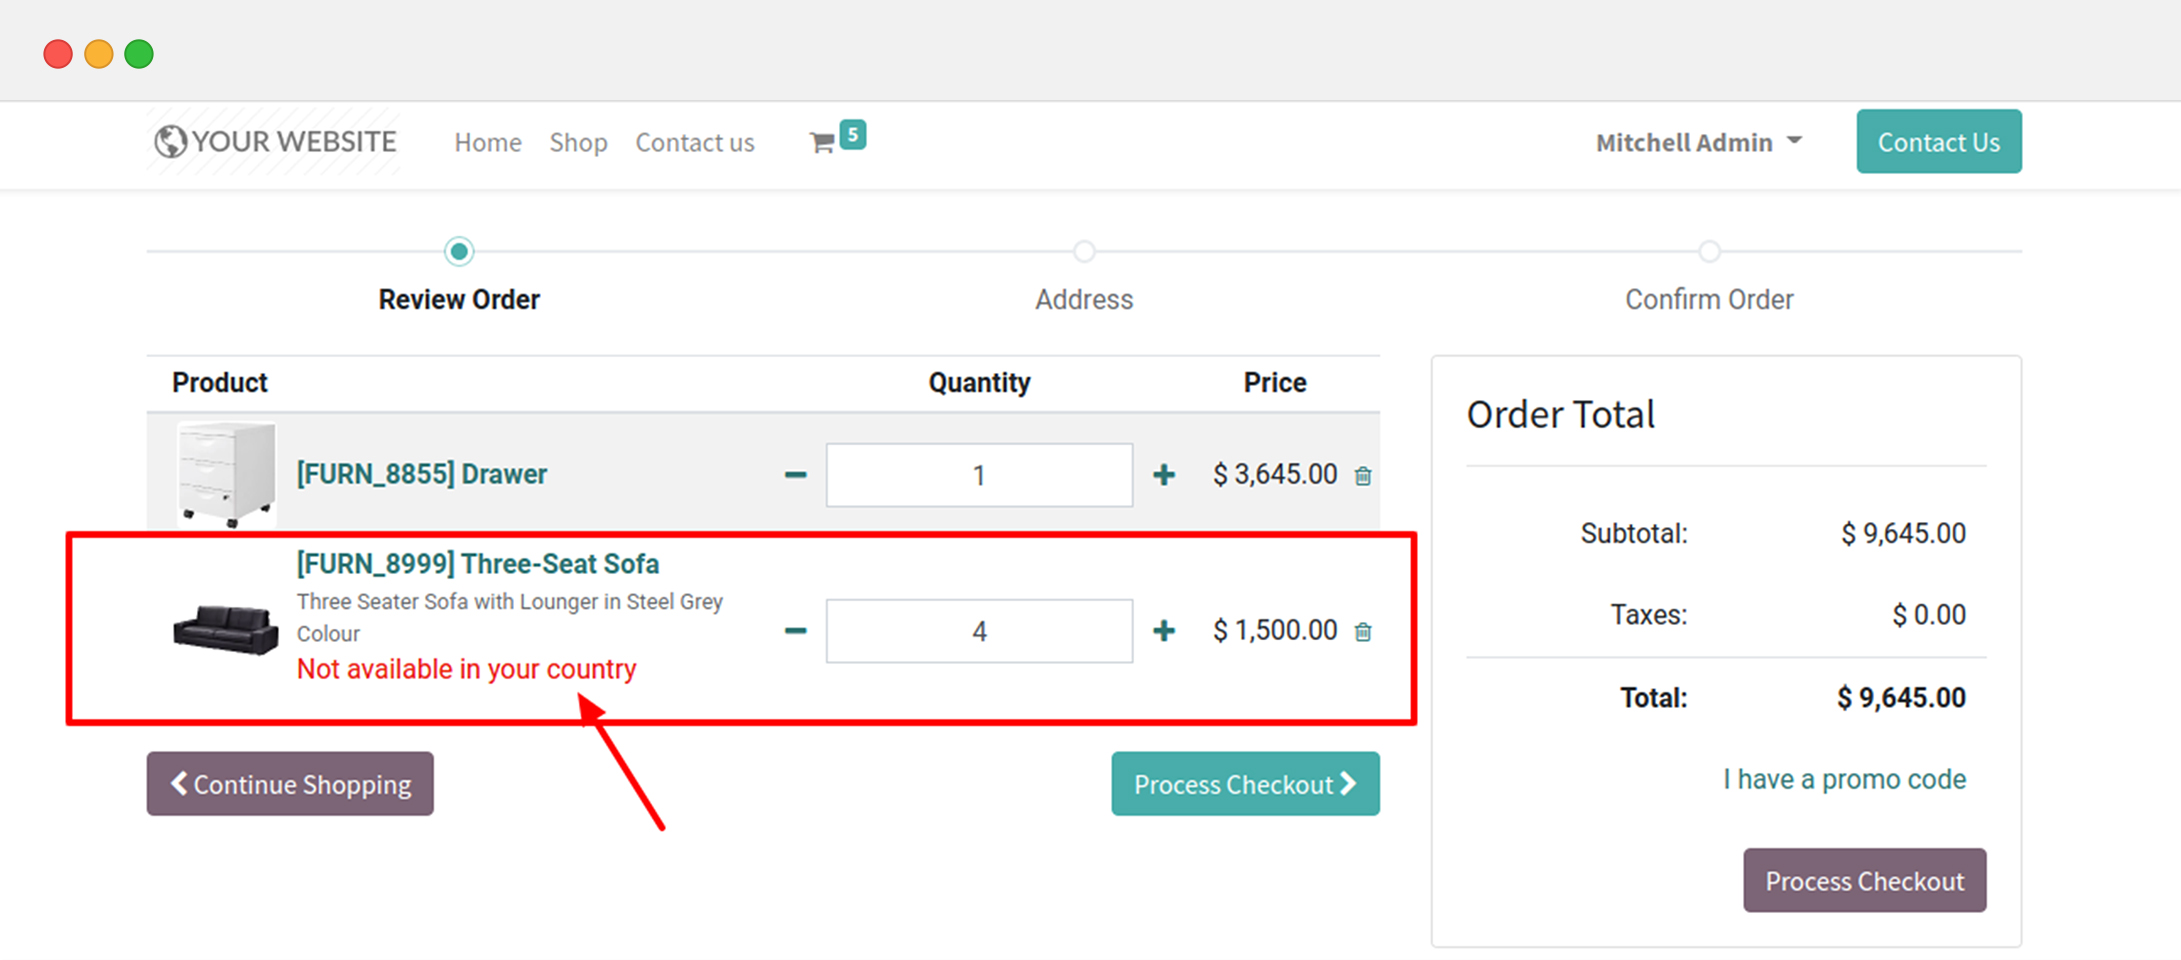 YOUR WEBSITE Home Shop Contact us 5 Mitchell Admin Contact Us
Review Order Address Confirm Order
Product Quantity Price
[FURN_8855] Drawer 1 $ 3,645.00
[FURN_8999] Three-Seat Sofa
Three Seater Sofa with Lounger in Steel Grey
Colour
Not available in your country
4 $ 1,500.00
Continue Shopping Process Checkout
Order Total
Subtotal: $ 9,645.00
Taxes: $ 0.00
Total: $ 9,645.00
I have a promo code
Process Checkout